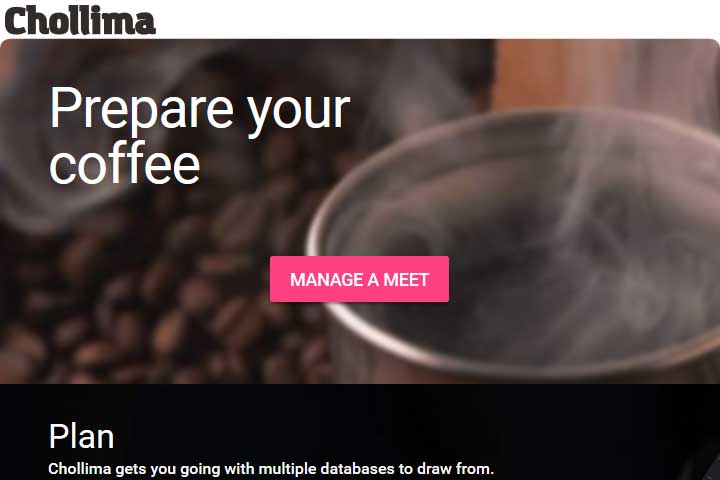 Chollima
Prepare your
coffee
MANAGE A MEET
Plan
Chollima gets you going with multiple databases to draw from.